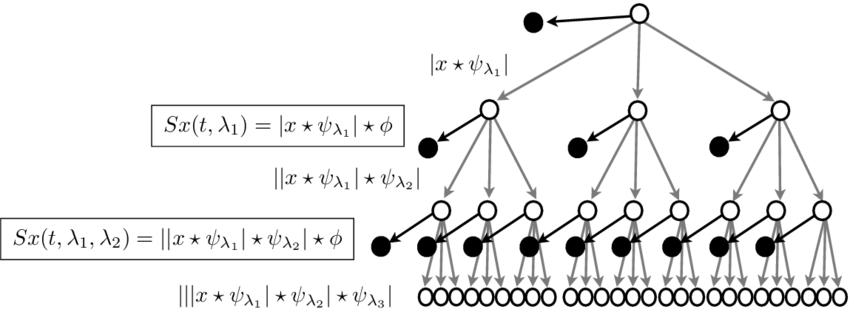 |x ⋆ ψ_{λ_1}|
Sx(t, λ_1) = |x ⋆ ψ_{λ_1}| ⋆ ϕ
||x ⋆ ψ_{λ_1}| ⋆ ψ_{λ_2}|
Sx(t, λ_1, λ_2) = ||x ⋆ ψ_{λ_1}| ⋆ ψ_{λ_2}| ⋆ ϕ
|||x ⋆ ψ_{λ_1}| ⋆ ψ_{λ_2}| ⋆ ψ_{λ_3}|